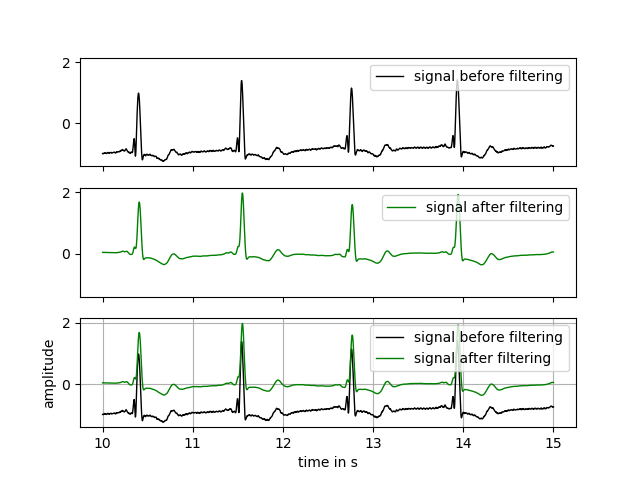 2
signal before filtering
0
2
signal after filtering
0
2
signal before filtering
signal after filtering
0
amplitude
10 11 12 13 14 15
time in s